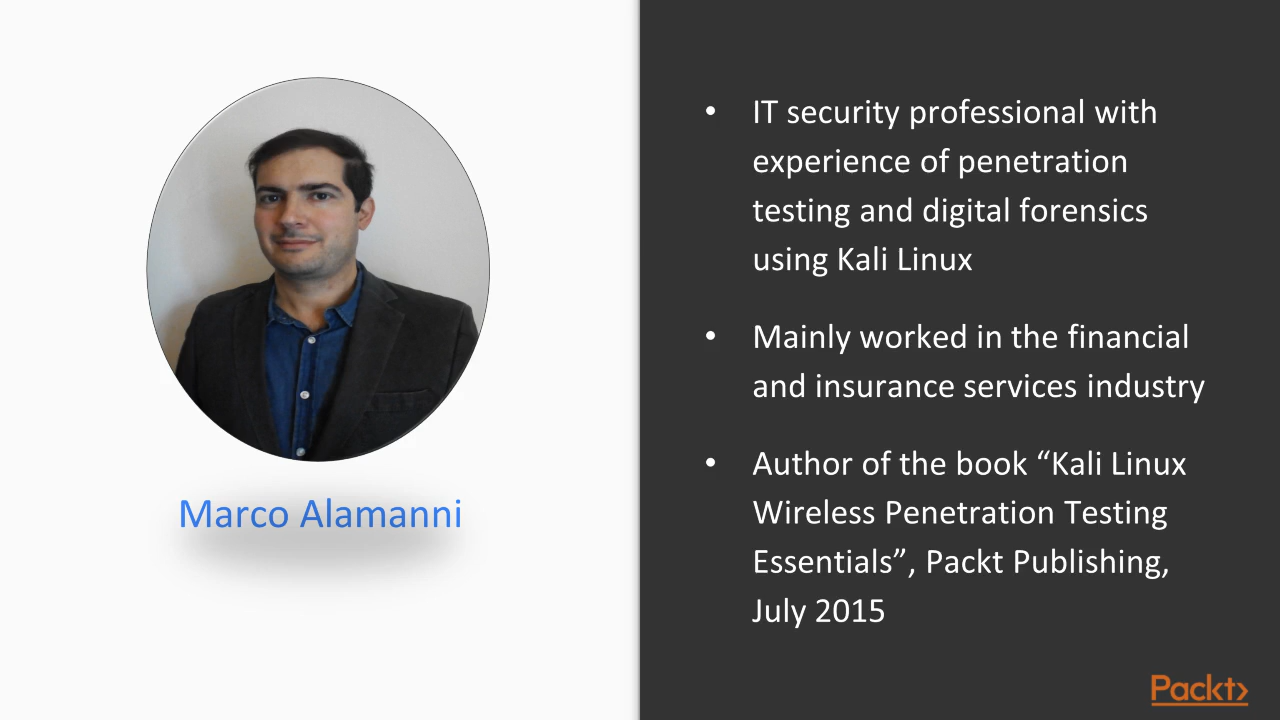 Marco Alamanni
• IT security professional with
experience of penetration
testing and digital forensics
using Kali Linux
• Mainly worked in the financial
and insurance services industry
• Author of the book “Kali Linux
Wireless Penetration Testing
Essentials”, Packt Publishing,
July 2015
Packt›